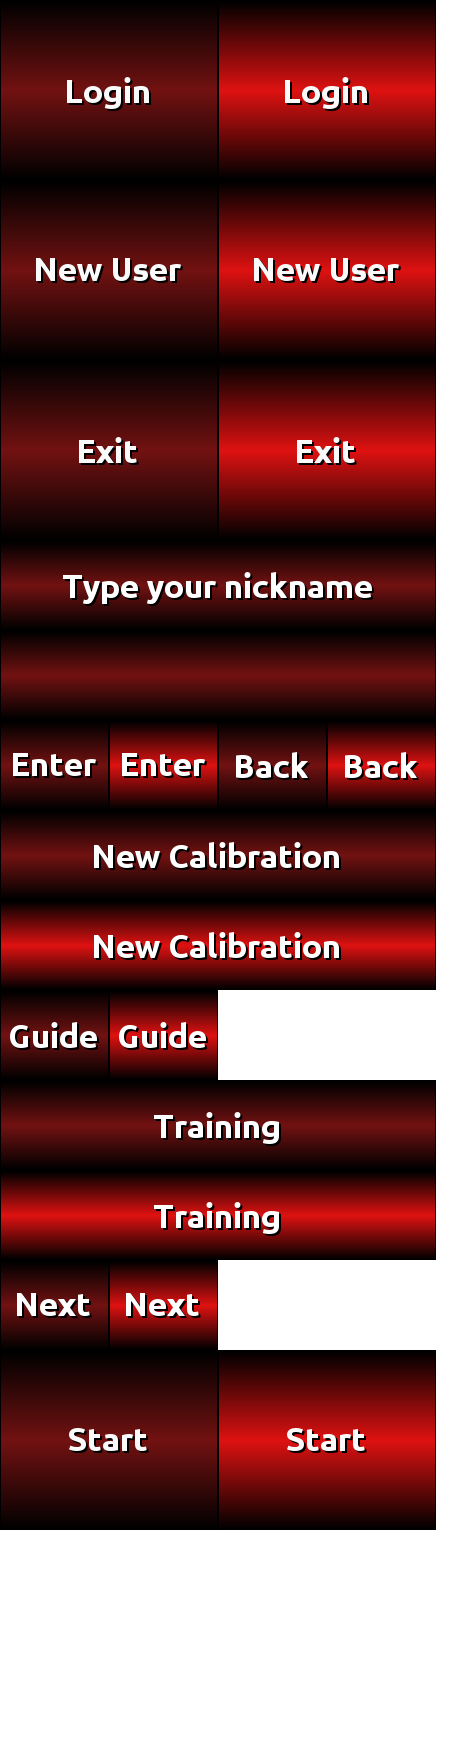 Login Login
New User New User
Exit Exit
Type your nickname
Enter Enter Back Back
New Calibration
New Calibration
Guide Guide
Training
Training
Next Next
Start Start